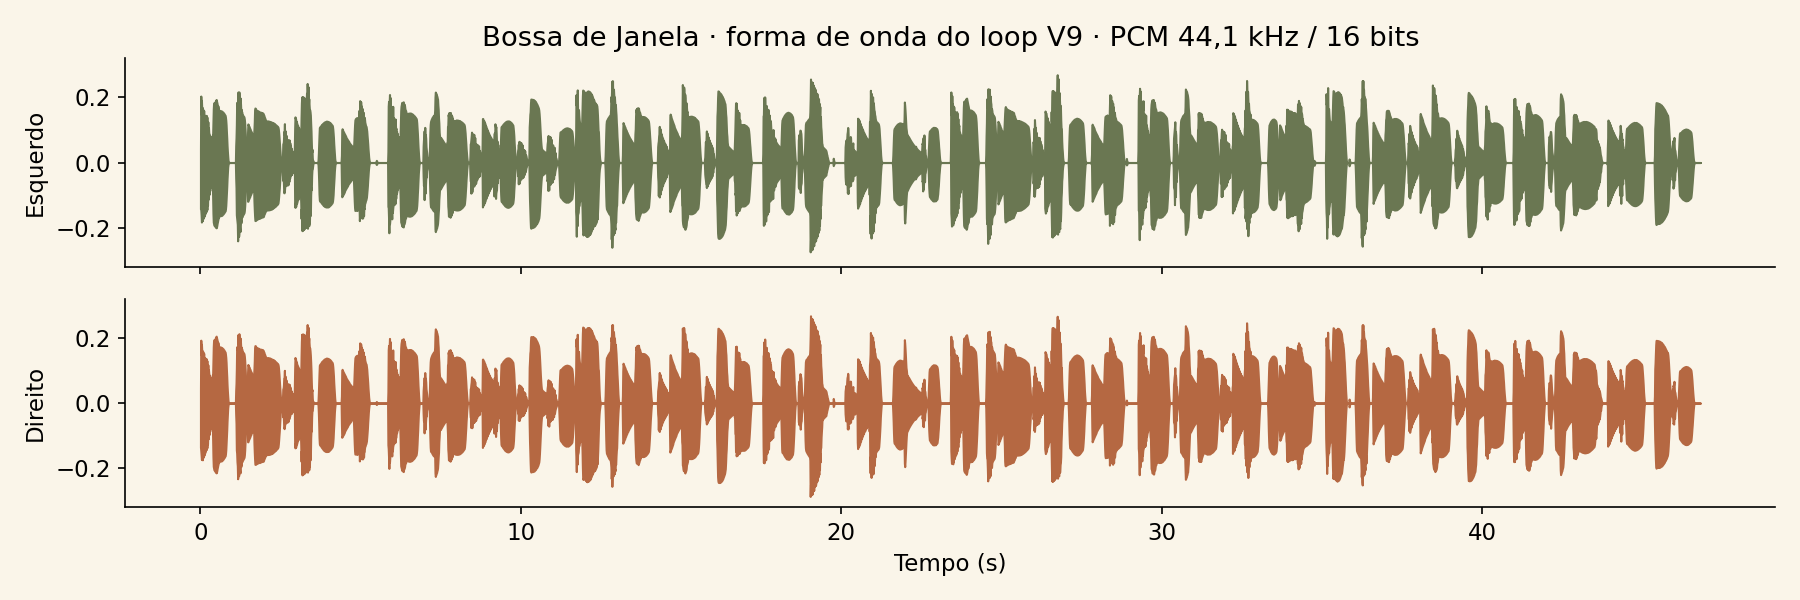 Bossa de Janela · forma de onda do loop V9 · PCM 44,1 kHz / 16 bits
Esquerdo
0.2
0.0
−0.2
Direito
0.2
0.0
−0.2
0 10 20 30 40
Tempo (s)